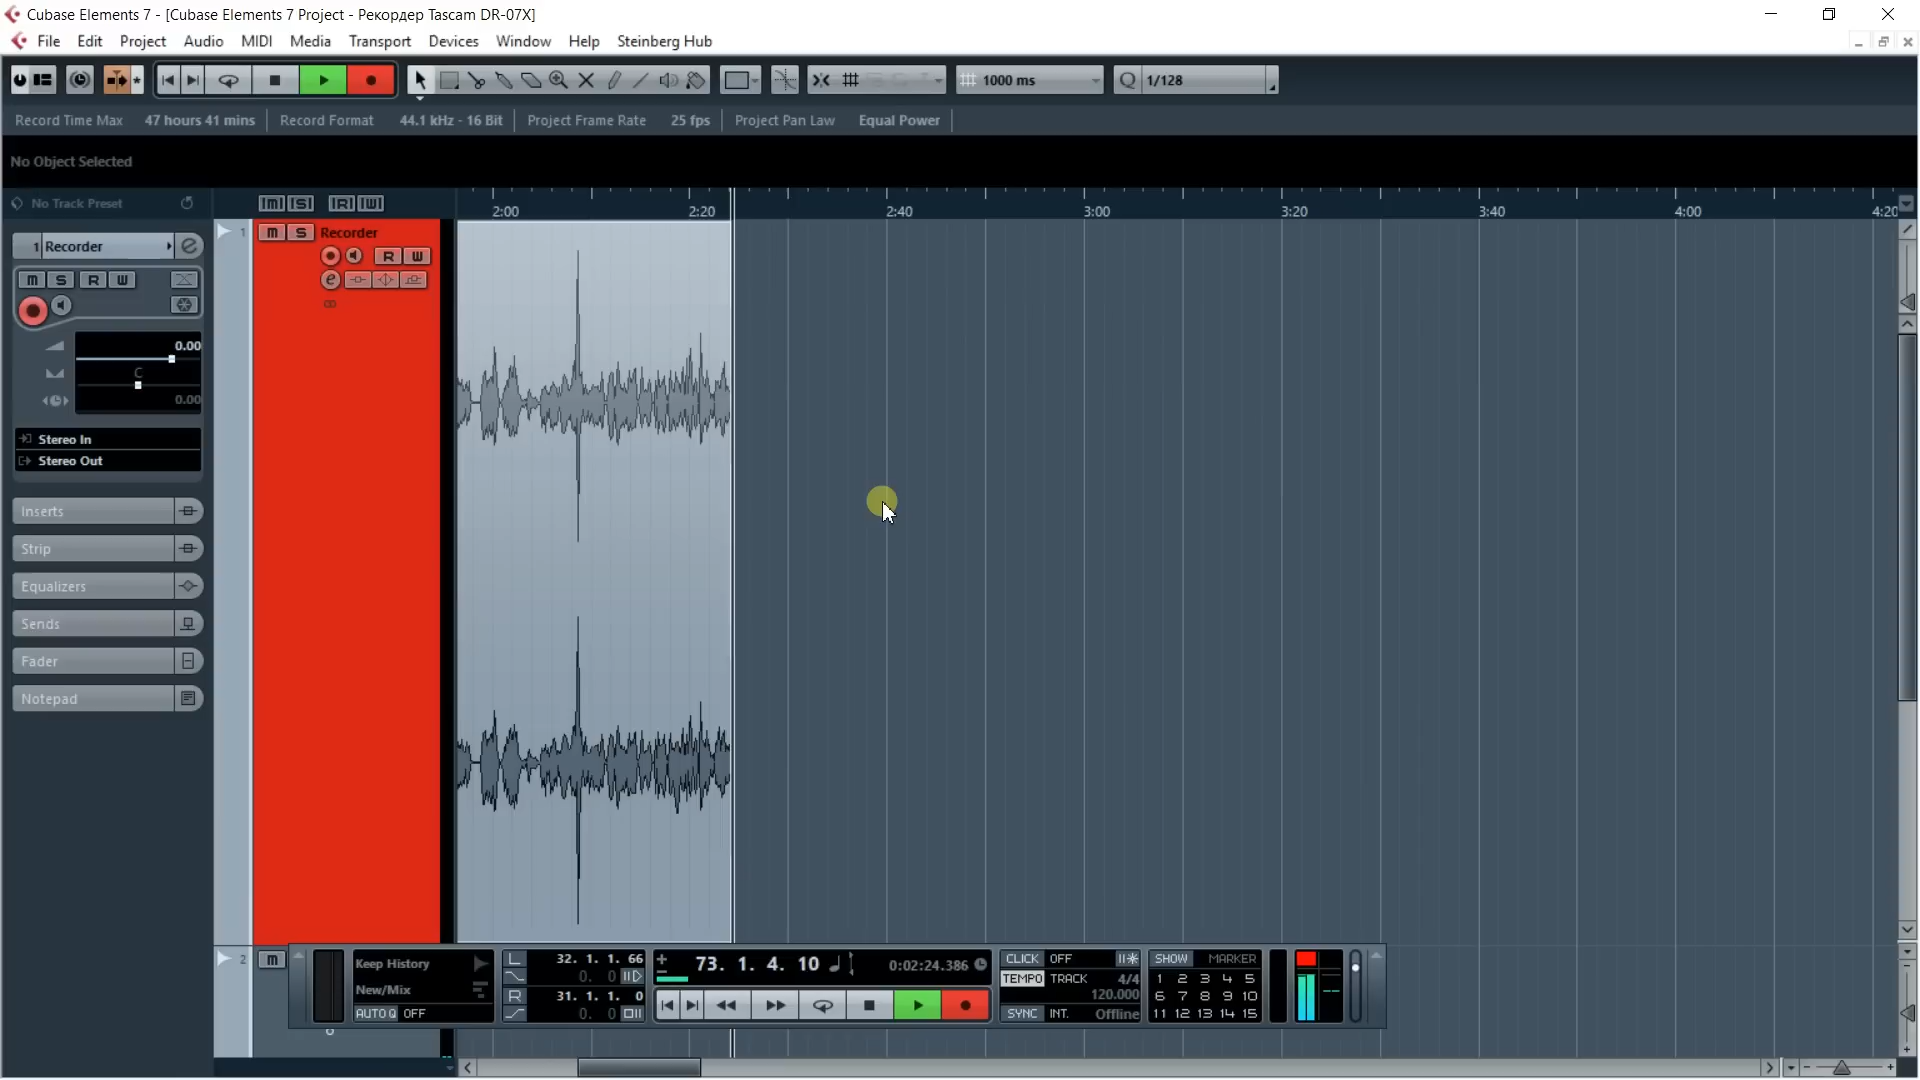 Cubase Elements 7 - [Cubase Elements 7 Project - Рекордер Tascam DR-07X]
File Edit Project Audio MIDI Media Transport Devices Window Help Steinberg Hub
1000 ms
1/128
Record Time Max 47 hours 41 mins Record Format 44.1 kHz - 16 Bit Project Frame Rate 25 fps Project Pan Law Equal Power
No Object Selected
No Track Preset
M S R W
2:00 2:20 2:40 3:00 3:20 3:40 4:00 4:20
1 Recorder
1 M S Recorder
R W
M S R W
0.00
C
0.00
Stereo In
Stereo Out
Inserts
Strip
Equalizers
Sends
Fader
Notepad
2 M
Keep History
New/Mix
AUTO Q OFF
L 32. 1. 1. 66
0. 0
R 31. 1. 1. 0
0. 0
73. 1. 4. 10
0:02:24.386
CLICK OFF
TEMPO TRACK 4/4
120.000
SYNC INT. Offline
SHOW MARKER
1 2 3 4 5
6 7 8 9 10
11 12 13 14 15